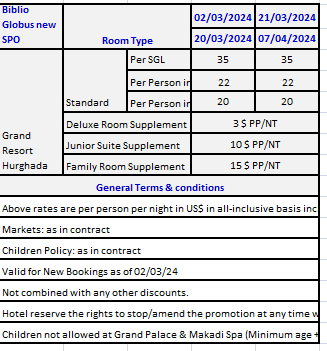 Biblio
Globus new
SPO
Room Type
02/03/2024 21/03/2024
20/03/2024 07/04/2024
Grand
Resort
Hurghada
Standard
Per SGL 35 35
Per Person in 22 22
Per Person in 20 20
Deluxe Room Supplement 3 $ PP/NT
Junior Suite Supplement 10 $ PP/NT
Family Room Supplement 15 $ PP/NT
General Terms & conditions
Above rates are per person per night in US$ in all-inclusive basis inc
Markets: as in contract
Children Policy: as in contract
Valid for New Bookings as of 02/03/24
Not combined with any other discounts.
Hotel reserve the rights to stop/amend the promotion at any time w
Children not allowed at Grand Palace & Makadi Spa (Minimum age +